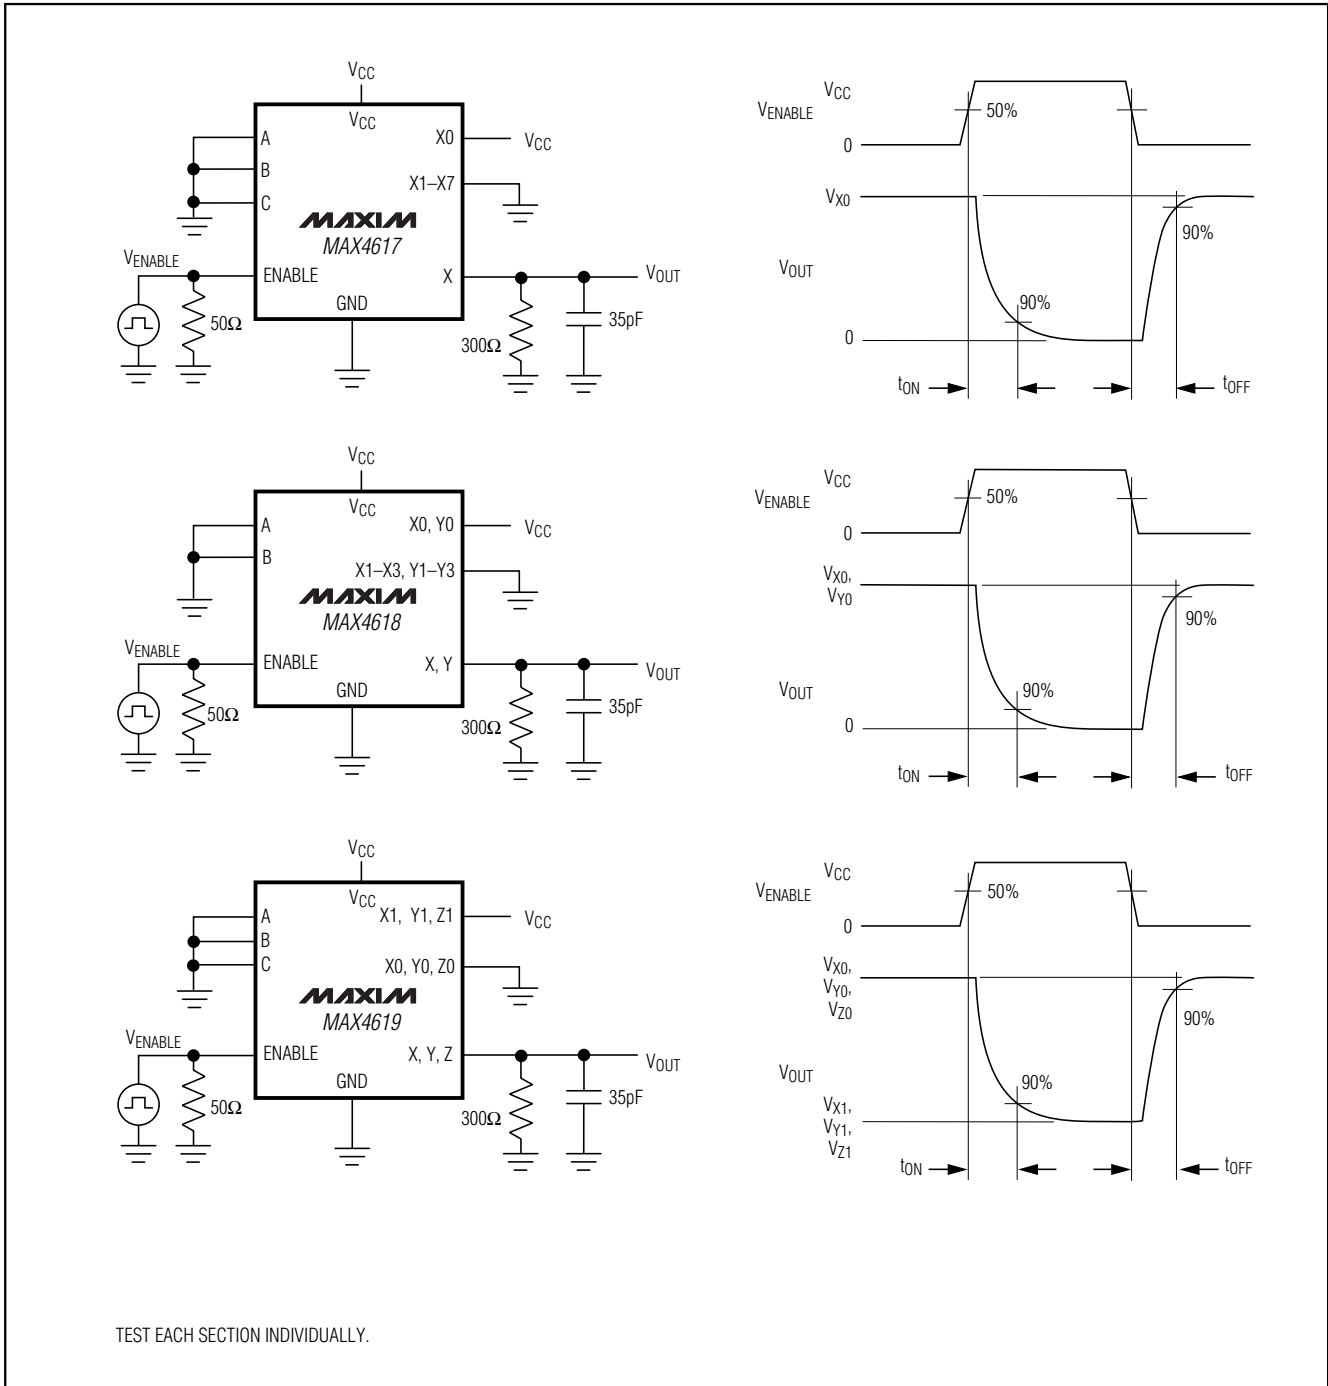 VCC
VCC
A
B
C
X0
VCC
X1–X7
MAXIM
MAX4617
VENABLE
ENABLE
X
VOUT
GND
50Ω
300Ω
35pF
VCC
VENABLE
50%
0
VX0
90%
VOUT
90%
0
tON
tOFF
VCC
VCC
A
B
X0, Y0
VCC
X1–X3, Y1–Y3
MAXIM
MAX4618
VENABLE
ENABLE
X, Y
VOUT
GND
50Ω
300Ω
35pF
VCC
VENABLE
50%
0
VX0,
VY0
90%
VOUT
90%
0
tON
tOFF
VCC
VCC
A
B
C
X1, Y1, Z1
VCC
X0, Y0, Z0
MAXIM
MAX4619
VENABLE
ENABLE
X, Y, Z
VOUT
GND
50Ω
300Ω
35pF
VCC
VENABLE
50%
0
VX0,
VY0,
VZ0
90%
VOUT
90%
VX1,
VY1,
VZ1
tON
tOFF
TEST EACH SECTION INDIVIDUALLY.